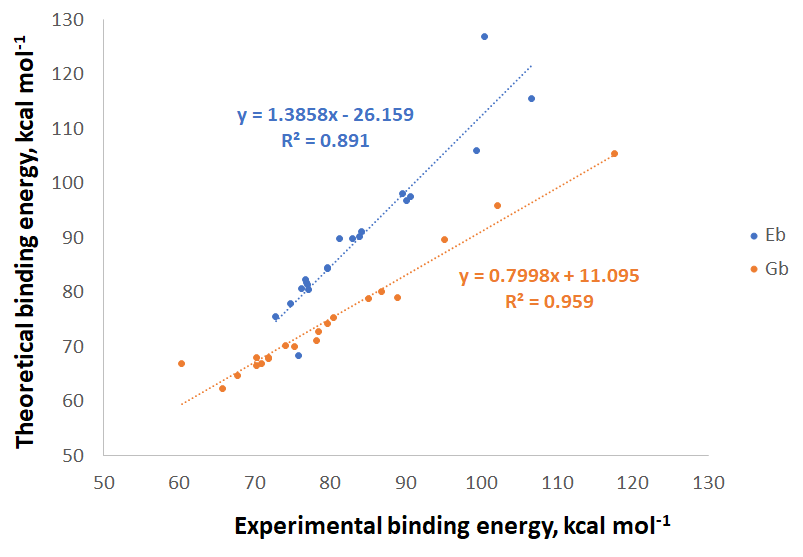 130
120
110
100
90
80
70
60
50
Theoretical binding energy, kcal mol⁻¹
y = 1.3858x - 26.159
R² = 0.891
y = 0.7998x + 11.095
R² = 0.959
Eb
Gb
50 60 70 80 90 100 110 120 130
Experimental binding energy, kcal mol⁻¹